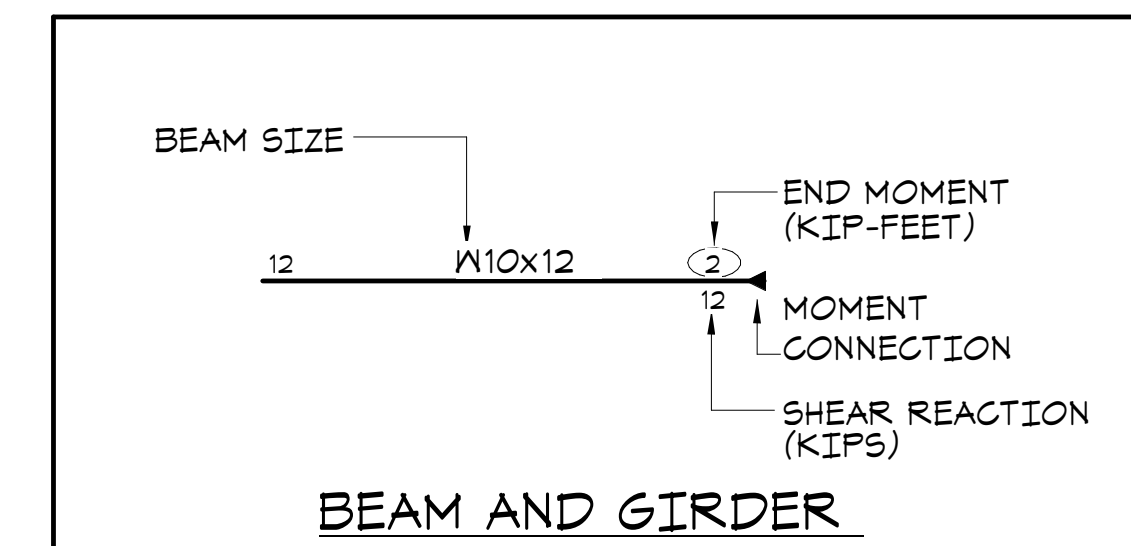 BEAM SIZE
END MOMENT
(KIP-FEET)
12
W10x12
2
12
MOMENT
CONNECTION
SHEAR REACTION
(KIPS)
BEAM AND GIRDER